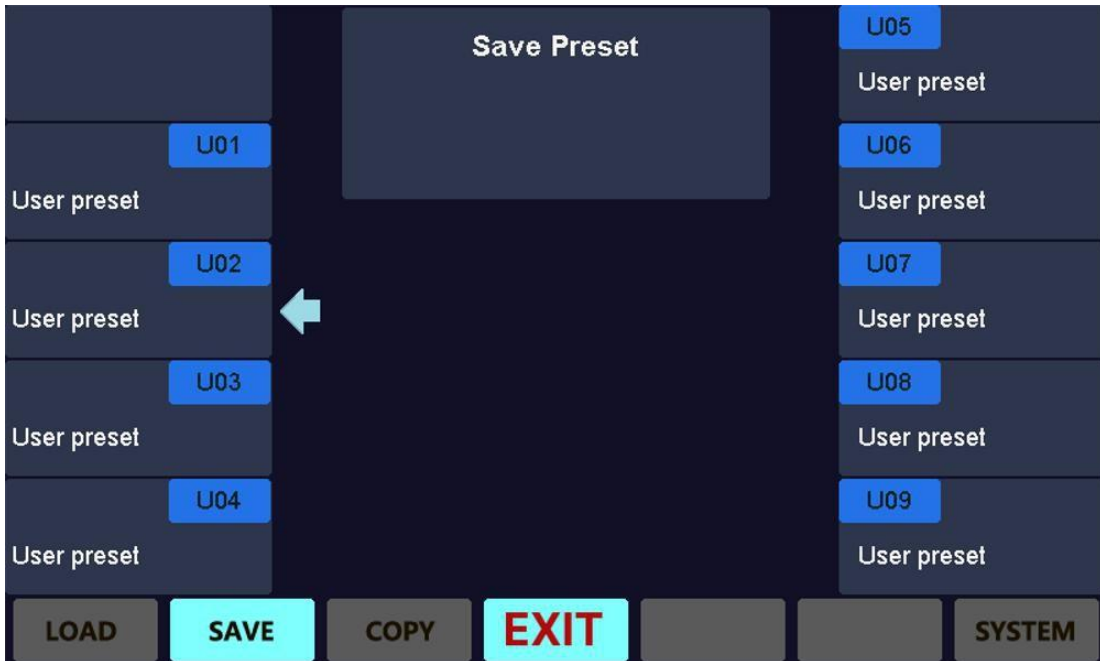 Save Preset
U01
User preset
U02
User preset
U03
User preset
U04
User preset
U05
User preset
U06
User preset
U07
User preset
U08
User preset
U09
User preset
LOAD
SAVE
COPY
EXIT
SYSTEM